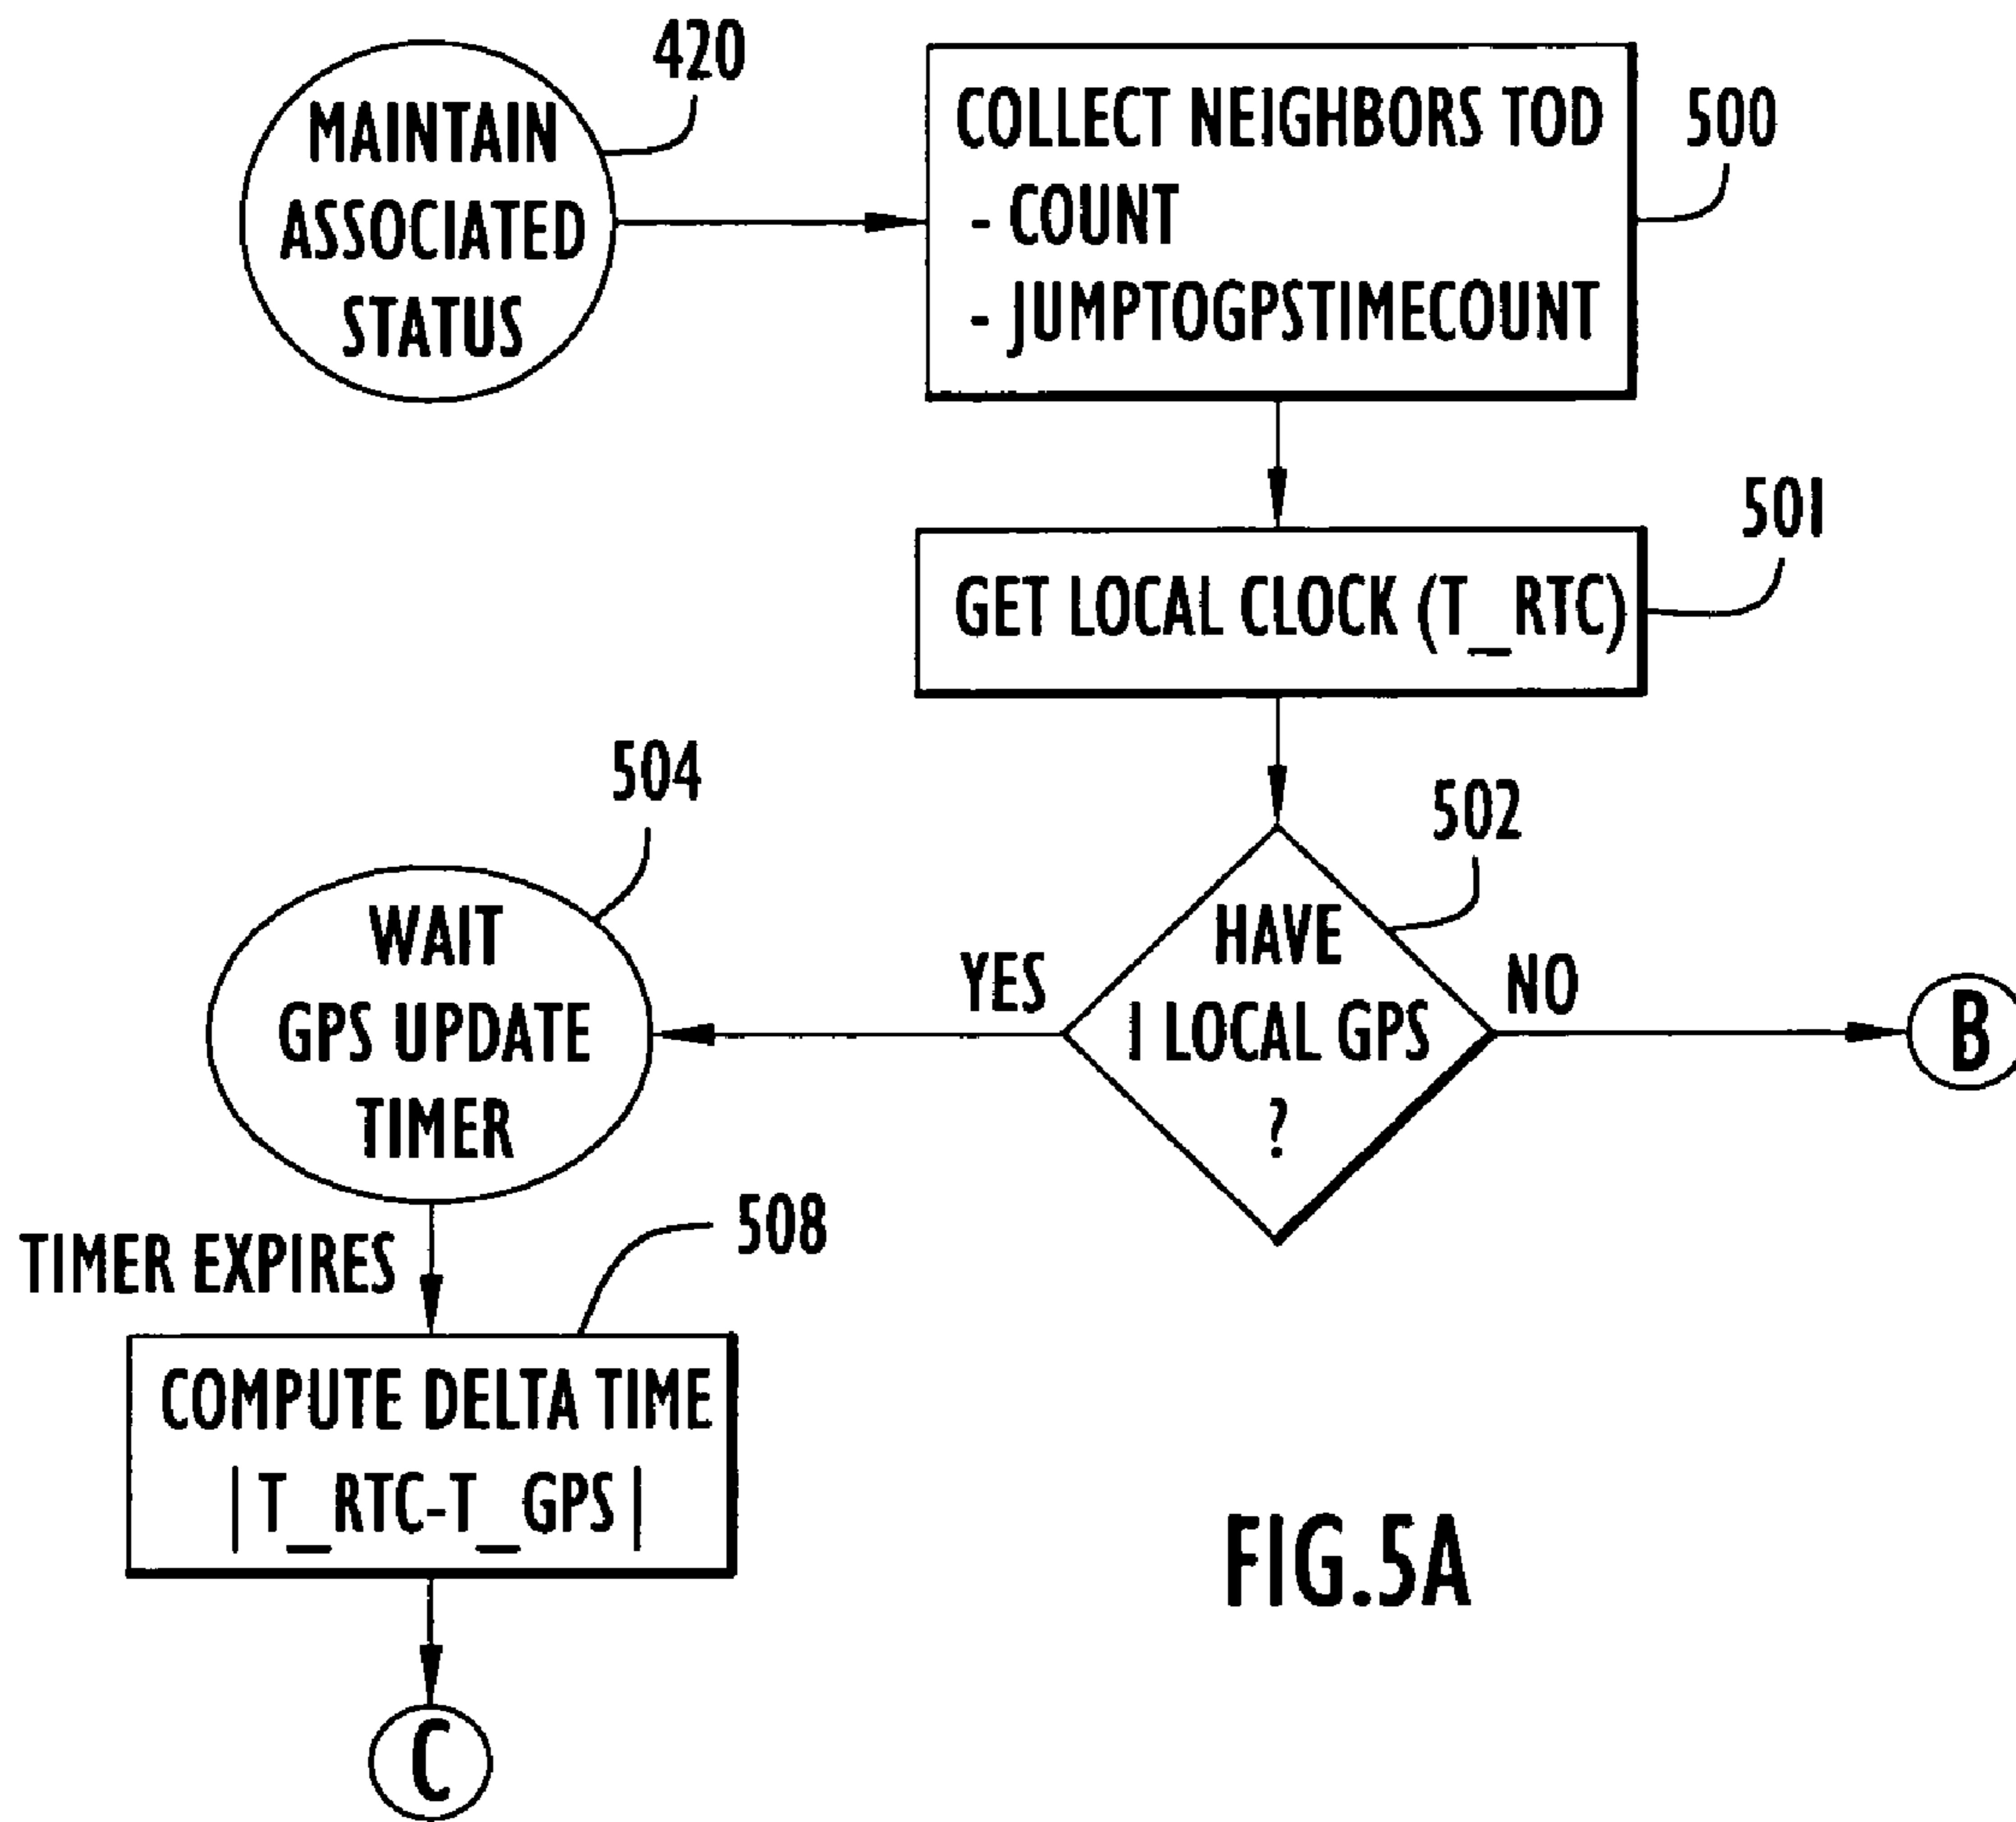 420
MAINTAIN
ASSOCIATED
STATUS
COLLECT NEIGHBORS TOD
- COUNT
- JUMPTOGPSTIMECOUNT
500
GET LOCAL CLOCK (T_RTC)
501
HAVE
I LOCAL GPS
?
502
YES
NO
B
504
WAIT
GPS UPDATE
TIMER
TIMER EXPIRES
508
COMPUTE DELTA TIME
|T_RTC-T_GPS|
C
FIG.5A